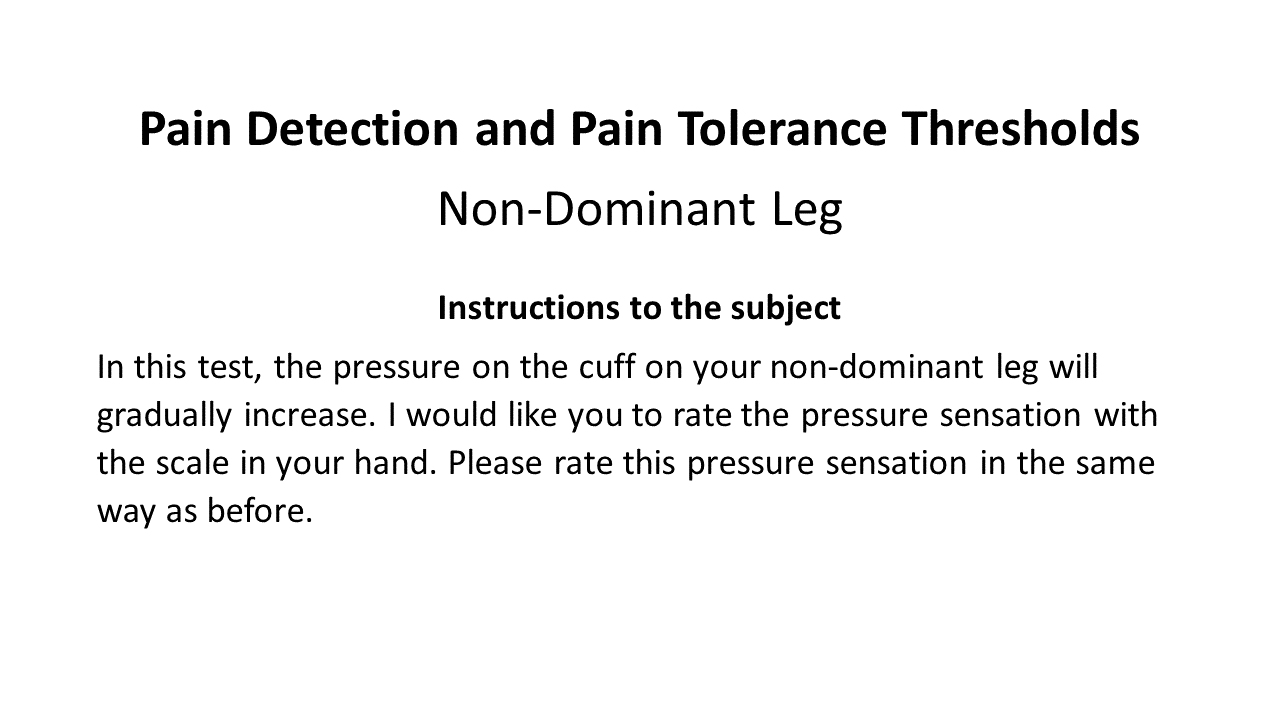 Pain Detection and Pain Tolerance Thresholds
Non-Dominant Leg
Instructions to the subject
In this test, the pressure on the cuff on your non-dominant leg will
gradually increase. I would like you to rate the pressure sensation with
the scale in your hand. Please rate this pressure sensation in the same
way as before.